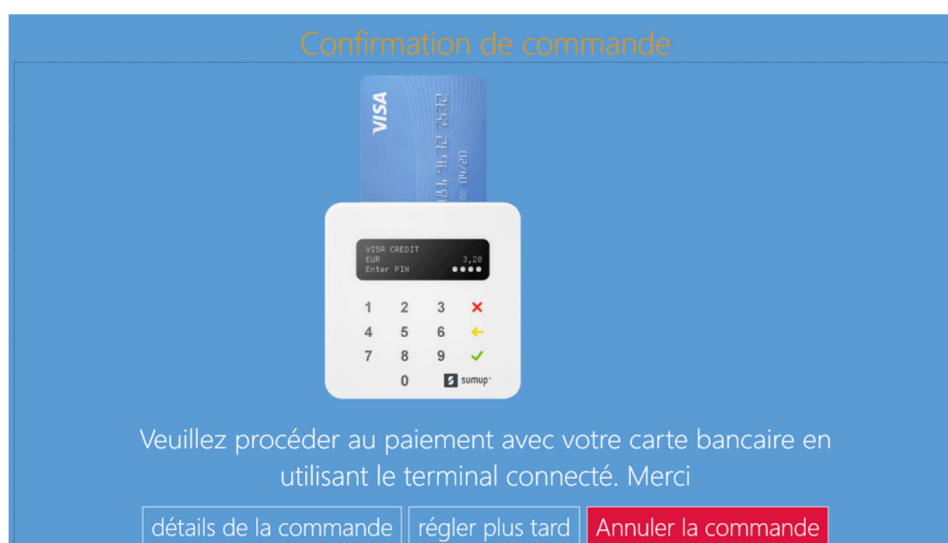 Confirmation de commande
VISA
VISA CREDIT
EUR 3,20
Enter PIN
1 2 3
4 5 6
7 8 9
0 sumup
Veuillez procéder au paiement avec votre carte bancaire en
utilisant le terminal connecté. Merci
détails de la commande régler plus tard Annuler la commande